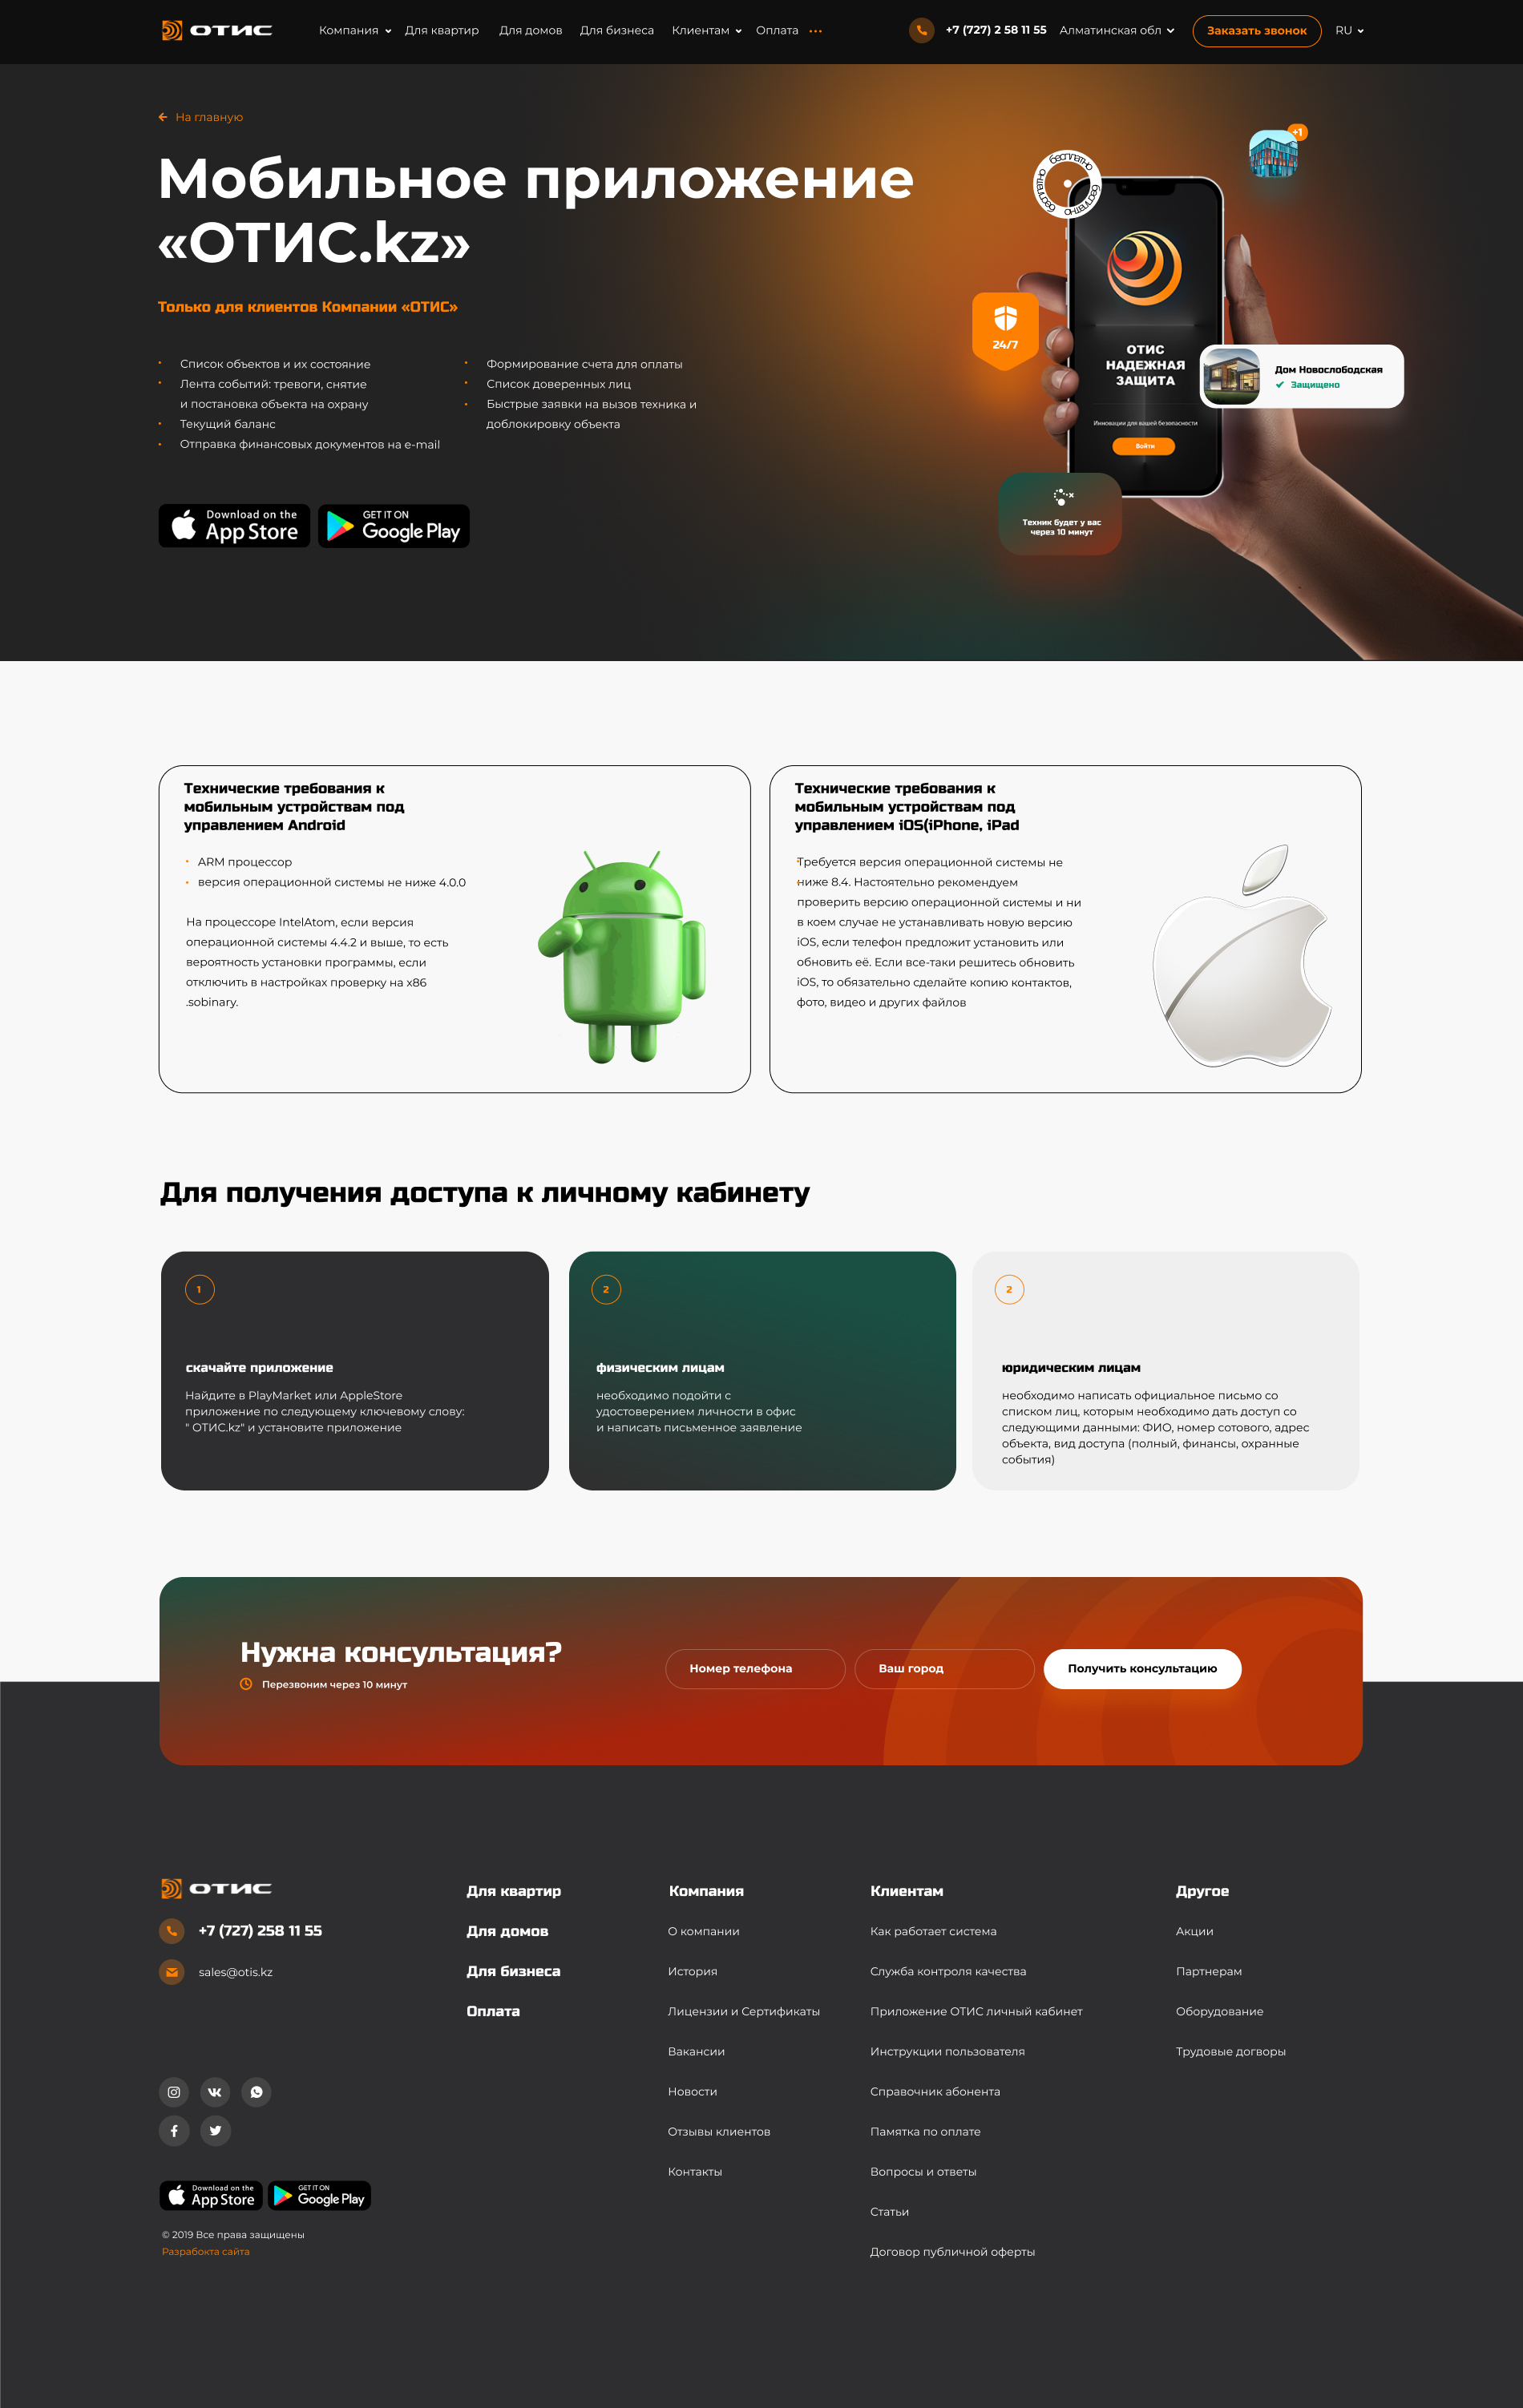 ОТИС
Компания
Для квартир
Для домов
Для бизнеса
Клиентам
Оплата
+7 (727) 2 58 11 55
Алматинская обл
Заказать звонок
RU
На главную
Мобильное приложение
«ОТИС.kz»
Только для клиентов Компании «ОТИС»
Список объектов и их состояние
Лента событий: тревоги, снятие
и постановка объекта на охрану
Текущий баланс
Отправка финансовых документов на e-mail
Формирование счета для оплаты
Список доверенных лиц
Быстрые заявки на вызов техника и
доблокировку объекта
Download on the
App Store
GET IT ON
Google Play
+1
бесплатно бесплатно бесплатно
24/7
ОТИС
НАДЕЖНАЯ
ЗАЩИТА
Инновации для вашей безопасности
Войти
Дом Новослободская
Защищено
Техник будет у вас
через 10 минут
Технические требования к
мобильным устройствам под
управлением Android
ARM процессор
версия операционной системы не ниже 4.0.0
На процессоре IntelAtom, если версия
операционной системы 4.4.2 и выше, то есть
вероятность установки программы, если
отключить в настройках проверку на x86
.sobinary.
Технические требования к
мобильным устройствам под
управлением iOS(iPhone, iPad
Требуется версия операционной системы не
ниже 8.4. Настоятельно рекомендуем
проверить версию операционной системы и ни
в коем случае не устанавливать новую версию
iOS, если телефон предложит установить или
обновить её. Если все-таки решитесь обновить
iOS, то обязательно сделайте копию контактов,
фото, видео и других файлов
Для получения доступа к личному кабинету
1
скачайте приложение
Найдите в PlayMarket или AppleStore
приложение по следующему ключевому слову:
" ОТИС.kz" и установите приложение
2
физическим лицам
необходимо подойти с
удостоверением личности в офис
и написать письменное заявление
2
юридическим лицам
необходимо написать официальное письмо со
списком лиц, которым необходимо дать доступ со
следующими данными: ФИО, номер сотового, адрес
объекта, вид доступа (полный, финансы, охранные
события)
Нужна консультация?
Перезвоним через 10 минут
Номер телефона
Ваш город
Получить консультацию
ОТИС
+7 (727) 258 11 55
sales@otis.kz
Download on the
App Store
GET IT ON
Google Play
© 2019 Все права защищены
Разрабокта сайта
Для квартир
Для домов
Для бизнеса
Оплата
Компания
О компании
История
Лицензии и Сертификаты
Вакансии
Новости
Отзывы клиентов
Контакты
Клиентам
Как работает система
Служба контроля качества
Приложение ОТИС личный кабинет
Инструкции пользователя
Справочник абонента
Памятка по оплате
Вопросы и ответы
Статьи
Договор публичной оферты
Другое
Акции
Партнерам
Оборудование
Трудовые догворы